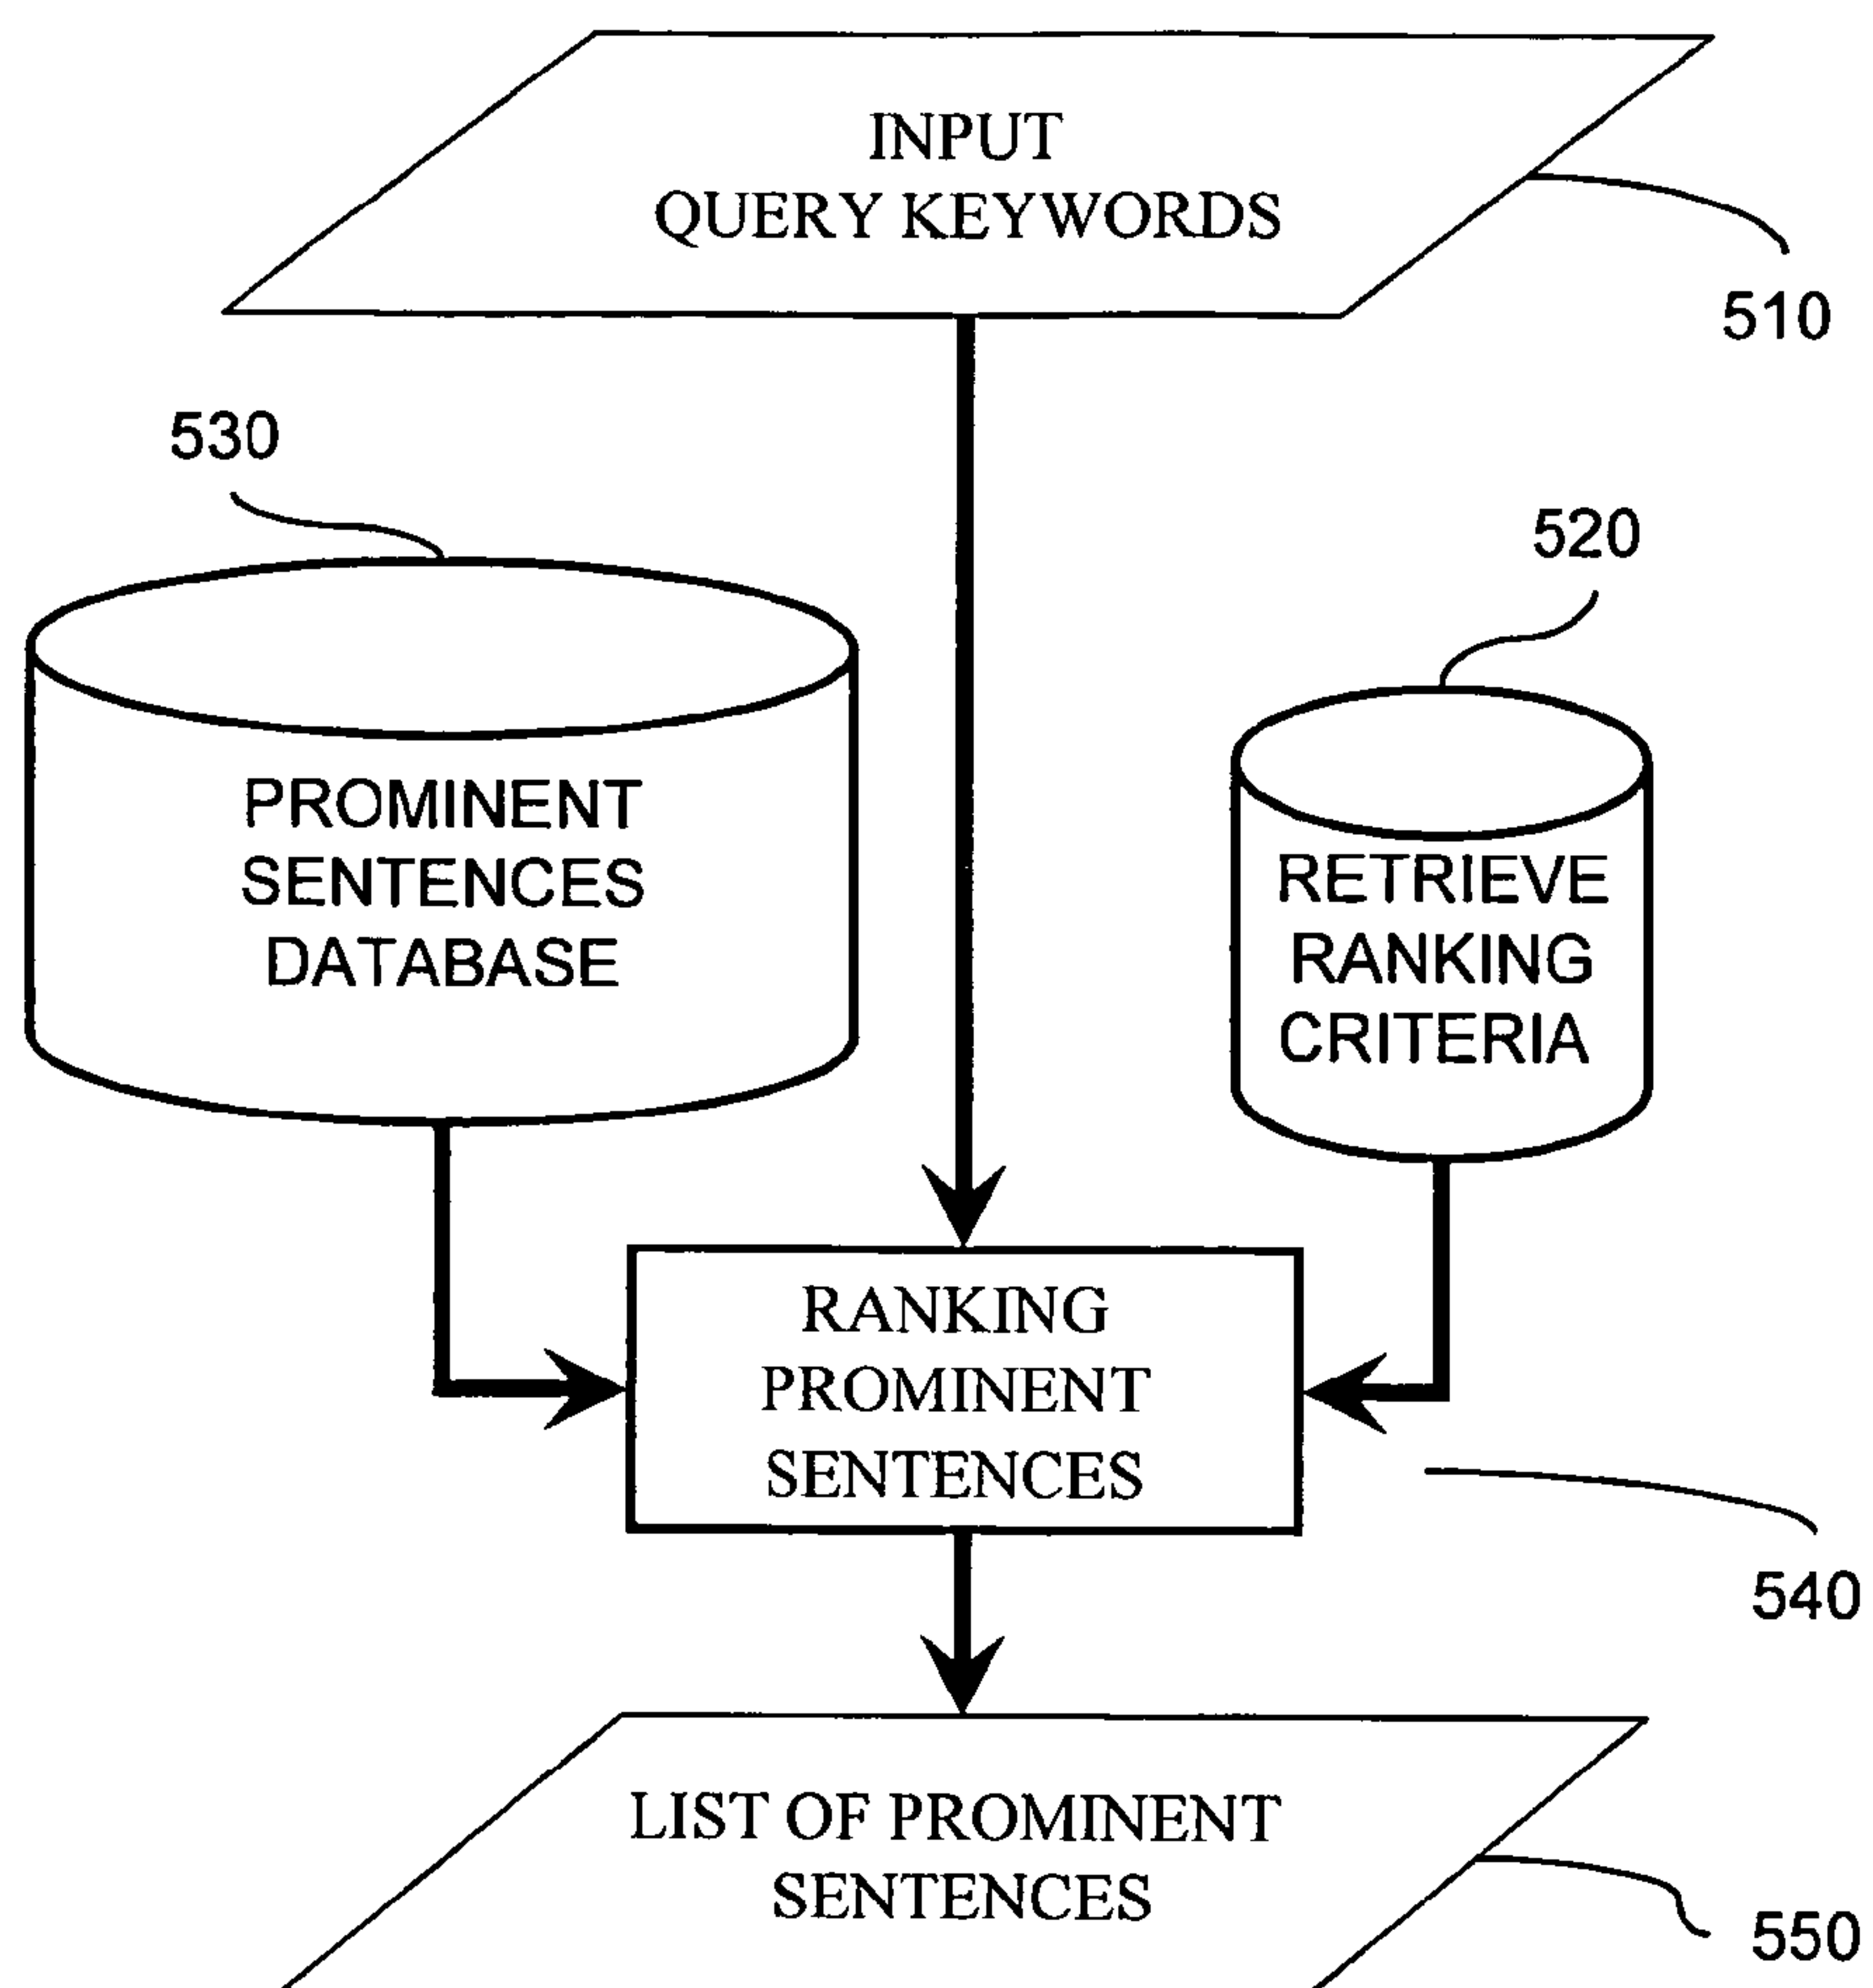 INPUT
QUERY KEYWORDS
510
530
520
PROMINENT
SENTENCES
DATABASE
RETRIEVE
RANKING
CRITERIA
RANKING
PROMINENT
SENTENCES
540
LIST OF PROMINENT
SENTENCES
550